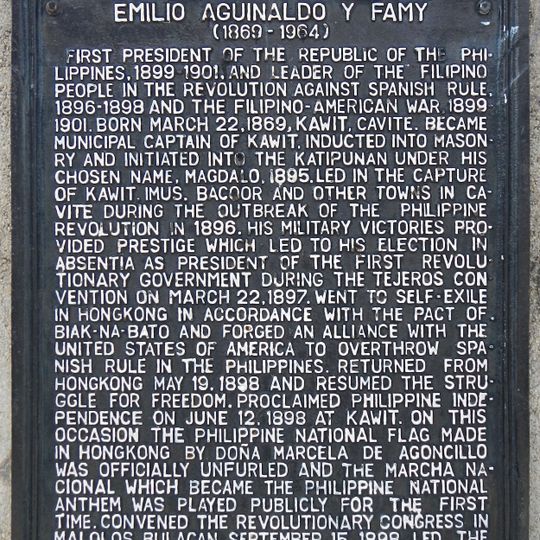 EMILIO AGUINALDO Y FAMY
(1869-1964)
FIRST PRESIDENT OF THE REPUBLIC OF THE PHI-
LIPPINES, 1899-1901, AND LEADER OF THE FILIPINO
PEOPLE IN THE REVOLUTION AGAINST SPANISH RULE,
1896-1898 AND THE FILIPINO-AMERICAN WAR, 1899-
1901. BORN MARCH 22, 1869, KAWIT, CAVITE. BECAME
MUNICIPAL CAPTAIN OF KAWIT, INDUCTED INTO MASON-
RY AND INITIATED INTO THE KATIPUNAN UNDER HIS
CHOSEN NAME, MAGDALO, 1895. LED IN THE CAPTURE
OF KAWIT, IMUS, BACOOR AND OTHER TOWNS IN CA-
VITE DURING THE OUTBREAK OF THE PHILIPPINE
REVOLUTION IN 1896. HIS MILITARY VICTORIES PRO-
VIDED PRESTIGE WHICH LED TO HIS ELECTION IN
ABSENTIA AS PRESIDENT OF THE FIRST REVOLU-
TIONARY GOVERNMENT DURING THE TEJEROS CON-
VENTION ON MARCH 22, 1897. WENT TO SELF-EXILE
IN HONGKONG IN ACCORDANCE WITH THE PACT OF
BIAK-NA-BATO AND FORGED AN ALLIANCE WITH THE
UNITED STATES OF AMERICA TO OVERTHROW SPA-
NISH RULE IN THE PHILIPPINES. RETURNED FROM
HONGKONG MAY 19, 1898 AND RESUMED THE STRU-
GGLE FOR FREEDOM. PROCLAIMED PHILIPPINE INDE-
PENDENCE ON JUNE 12, 1898 AT KAWIT. ON THIS
OCCASION THE PHILIPPINE NATIONAL FLAG MADE
IN HONGKONG BY DOÑA MARCELA DE AGONCILLO
WAS OFFICIALLY UNFURLED AND THE MARCHA NA-
CIONAL WHICH BECAME THE PHILIPPINE NATIONAL
ANTHEM WAS PLAYED PUBLICLY FOR THE FIRST
TIME. CONVENED THE REVOLUTIONARY CONGRESS IN
MALOLOS, BULACAN, SEPTEMBER 15, 1898, LED THE